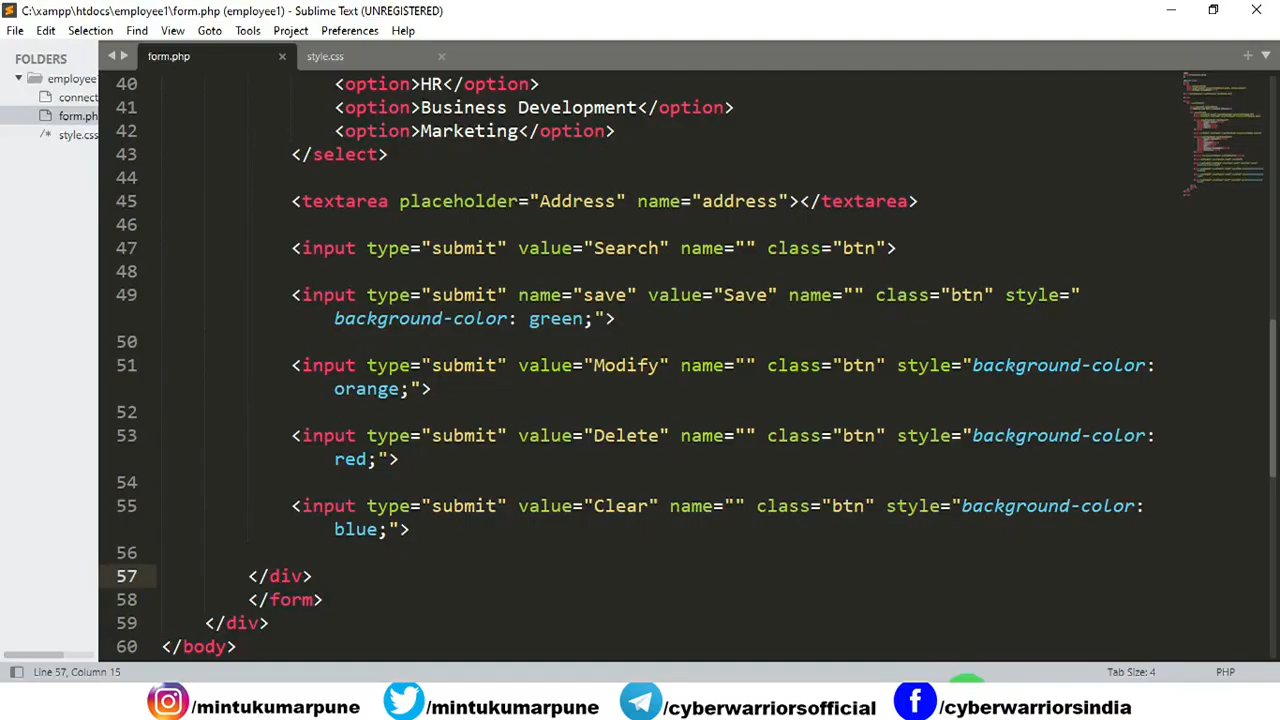 C:\xampp\htdocs\employee1\form.php (employee1) - Sublime Text (UNREGISTERED)
File Edit Selection Find View Goto Tools Project Preferences Help
FOLDERS
employee
connect
form.ph
style.css
form.php
style.css
40 <option>HR</option>
41 <option>Business Development</option>
42 <option>Marketing</option>
43 </select>
44
45 <textarea placeholder="Address" name="address"></textarea>
46
47 <input type="submit" value="Search" name="" class="btn">
48
49 <input type="submit" name="save" value="Save" name="" class="btn" style="
background-color: green;">
50
51 <input type="submit" value="Modify" name="" class="btn" style="background-color:
orange;">
52
53 <input type="submit" value="Delete" name="" class="btn" style="background-color:
red;">
54
55 <input type="submit" value="Clear" name="" class="btn" style="background-color:
blue;">
56
57 </div>
58 </form>
59 </div>
60 </body>
Line 57, Column 15
Tab Size: 4
PHP
/mintukumarpune
/mintukumarpune
/cyberwarriorsofficial
/cyberwarriorsindia